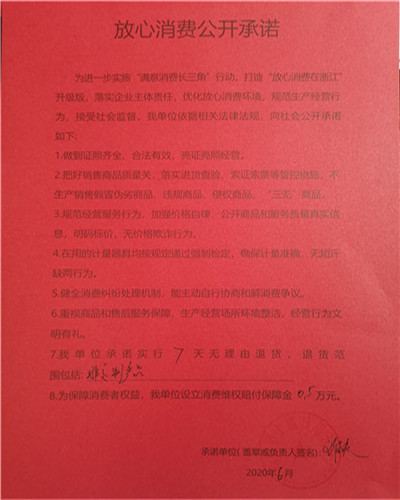 放心消费公开承诺
为进一步实施“满意消费长三角”行动，打造“放心消费在浙江”
升级版，落实企业主体责任，优化放心消费环境，规范生产经营行
为，接受社会监督，我单位依据相关法律法规，向社会公开承诺
如下：
1.做到证照齐全、合法有效，亮证亮照经营。
2.把好销售商品质量关，落实进货查验、索证索票等管控措施，不
生产销售假冒伪劣商品、违规商品、侵权商品、“三无”商品。
3.规范经营服务行为，加强价格自律，公开商品和服务质量真实信
息，明码标价，无价格欺诈行为。
4.在用的计量器具均按规定通过强制检定，确保计量准确，无短斤
缺两行为。
5.健全消费纠纷处理机制，能主动自行协商和解消费争议。
6.重视商品和售后服务保障，生产经营场所环境整洁，经营行为文
明有礼。
7.我单位承诺实行7天无理由退货，退货范
围包括:
8.为保障消费者权益，我单位设立消费维权赔付保障金0.5万元。
承诺单位（盖章或负责人签名）:
2020年6月